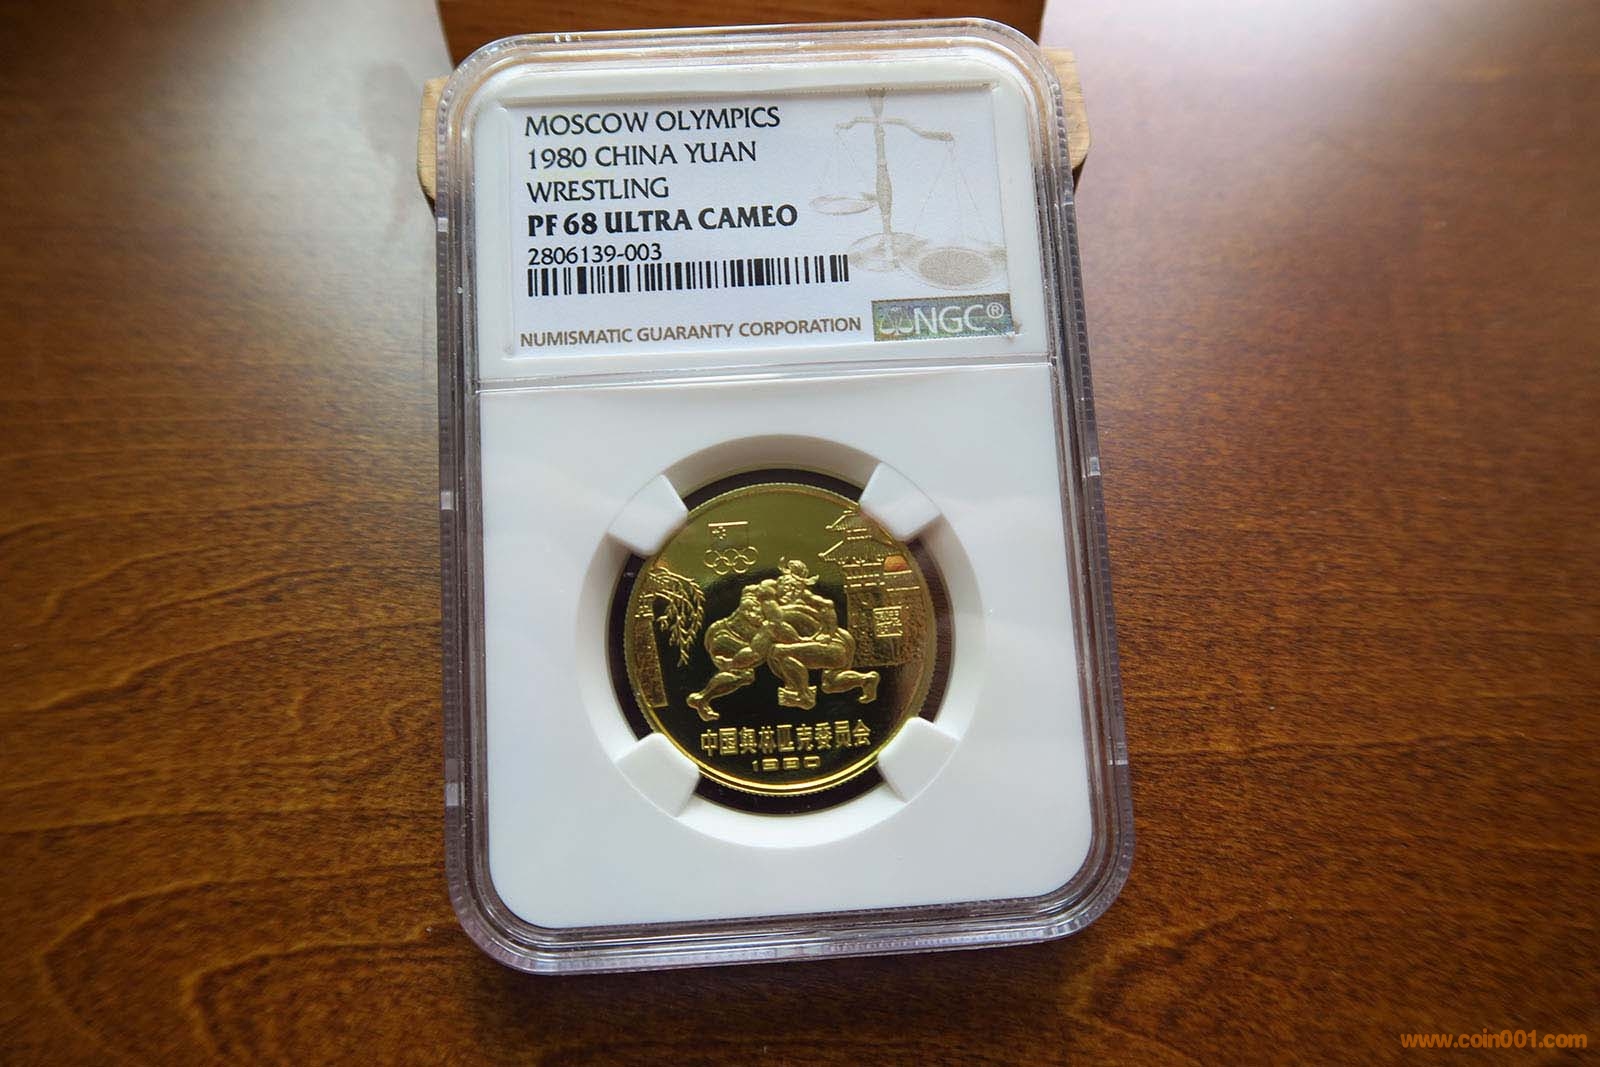 MOSCOW OLYMPICS
1980 CHINA YUAN
WRESTLING
PF 68 ULTRA CAMEO
2806139-003
NUMISMATIC GUARANTY CORPORATION
NGC®
中国奥林匹克委员会
1980
www.coin001.com